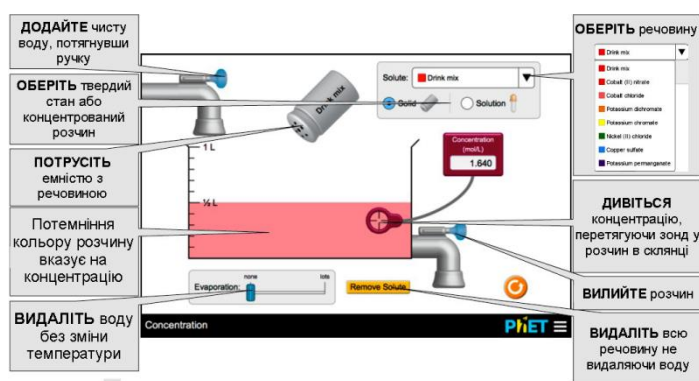 ДОДАЙТЕ чисту
воду, потягнувши
ручку
ОБЕРІТЬ твердий
стан або
концентрований
розчин
ПОТРУСІТЬ
емністю з
речовиною
Потемніння
кольору розчину
вказує на
концентрацію
ВИДАЛІТЬ воду
без зміни
температури
Drink mix
Solute: Drink mix
Solid
Solution
1 L
½ L
Concentration
(mol/L)
1.640
none
lots
Evaporation:
Remove Solute
Concentration
PhET
ОБЕРІТЬ речовину
Drink mix
Drink mix
Cobalt (II) nitrate
Cobalt chloride
Potassium dichromate
Potassium chromate
Nickel (II) chloride
Copper sulfate
Potassium permanganate
ДИВІТЬСЯ
концентрацію,
перетягуючи зонд у
розчин в склянці
ВИЛИЙТЕ розчин
ВИДАЛІТЬ всю
речовину не
видаляючи воду